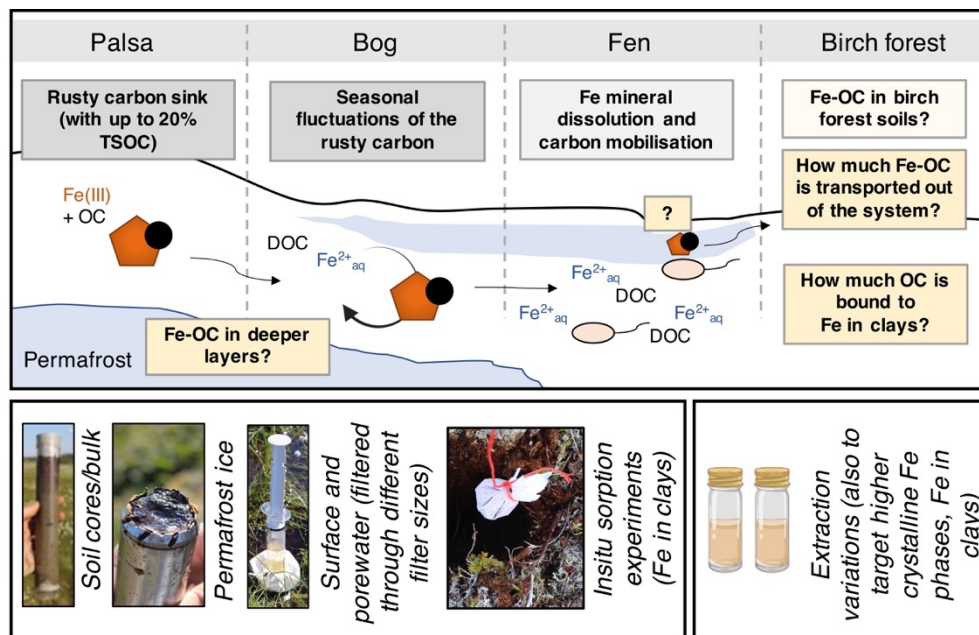 Palsa
Bog
Fen
Birch forest
Rusty carbon sink
(with up to 20%
TSOC)
Seasonal
fluctuations of the
rusty carbon
Fe mineral
dissolution and
carbon mobilisation
Fe-OC in birch
forest soils?
How much Fe-OC
is transported out
of the system?
Fe(III)
+ OC
DOC
Fe2+aq
?
Fe2+aq
DOC
Fe2+aq
DOC
Fe2+aq
How much OC is
bound to
Fe in clays?
Permafrost
Fe-OC in deeper
layers?
Soil cores/bulk
Permafrost ice
Surface and
porewater (filtered
through different
filter sizes)
Insitu sorption
experiments
(Fe in clays)
Extraction
variations (also to
target higher
crystalline Fe
phases, Fe in
clays)